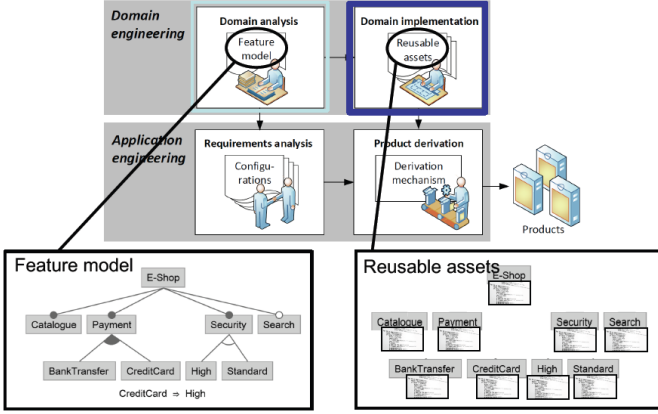 Domain
engineering
Domain analysis
Feature
model
Domain implementation
Reusable
assets
Application
engineering
Requirements analysis
Configu-
rations
Product derivation
Derivation
mechanism
Products
Feature model
E-Shop
Catalogue Payment Security Search
BankTransfer CreditCard High Standard
CreditCard ⇒ High
Reusable assets
E-Shop
Catalogue Payment Security Search
BankTransfer CreditCard High Standard